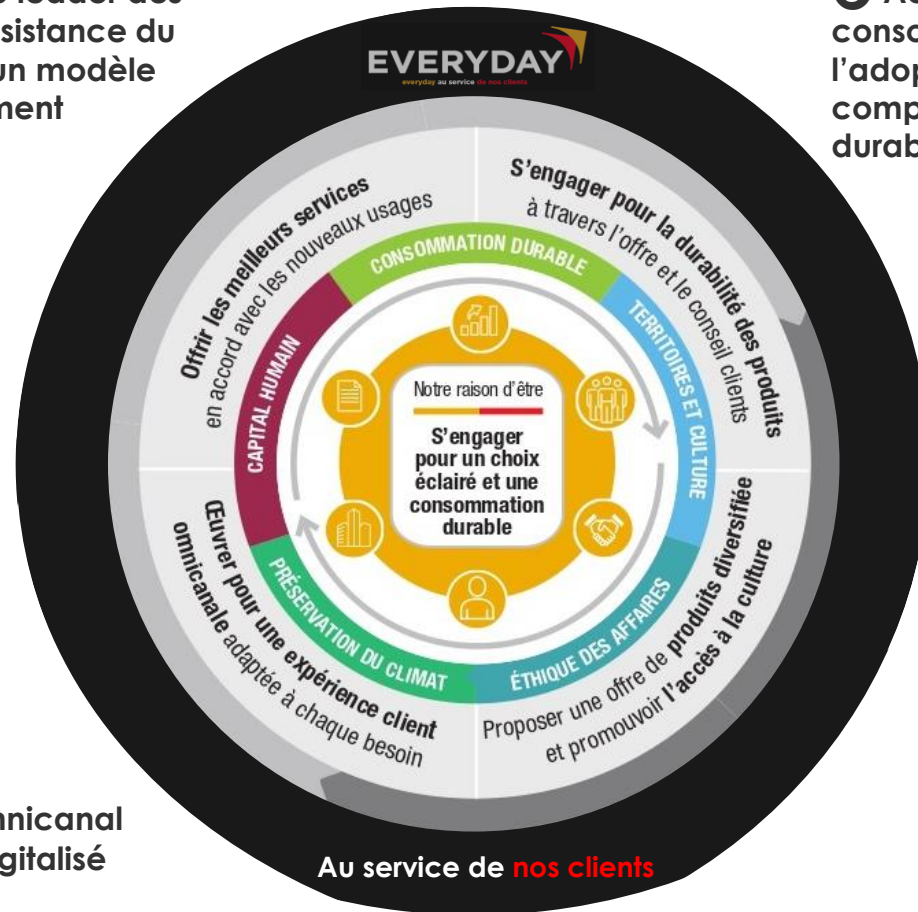 s leader des
sistance du
un modèle
ment
conso
l'adop
comp
durab
EVERYDAY
everyday au service de nos clients
Offrir les meilleurs services
en accord avec les nouveaux usages
S'engager pour la durabilité des produits
à travers l'offre et le conseil clients
CONSOMMATION DURABLE
CAPITAL HUMAIN
TERRITOIRES ET CULTURE
Notre raison d'être
S'engager
pour un choix
éclairé et une
consommation
durable
Œuvrer pour une expérience client
omnicanale adaptée à chaque besoin
PRÉSERVATION DU CLIMAT
ÉTHIQUE DES AFFAIRES
Proposer une offre de produits diversifiée
et promouvoir l'accès à la culture
nnicanal
gitalisé
Au service de nos clients